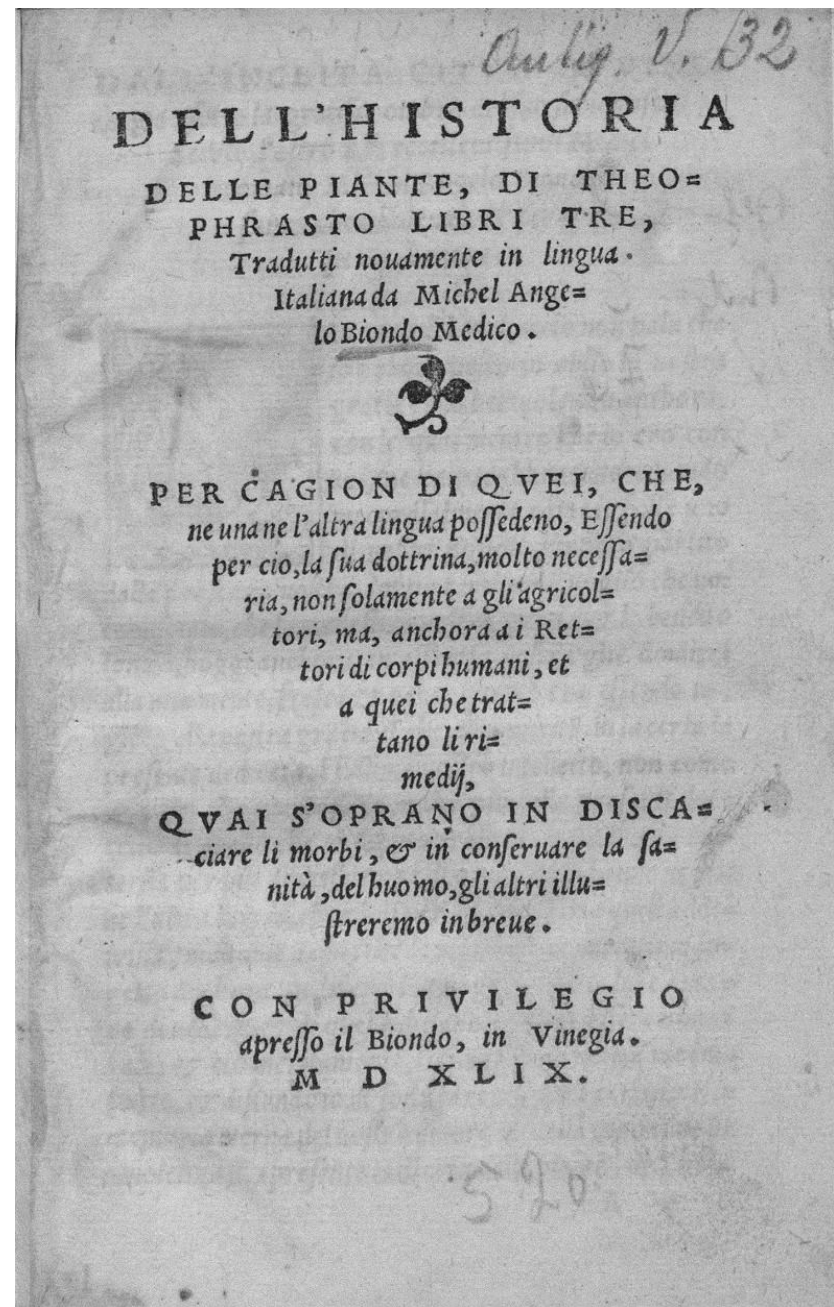 Antiq. V. 32
DELL'HISTORIA
DELLE PIANTE, DI THEO=
PHRASTO LIBRI TRE,
Tradutti nouamente in lingua.
Italiana da Michel Ange=
lo Biondo Medico.
PER CAGION DI QVEI, CHE,
ne una ne l'altra lingua poſſedeno, Eſſendo
per cio, la ſua dottrina, molto neceſſa=
ria, non ſolamente a gli agricol=
tori, ma, anchora a i Ret=
tori di corpi humani, et
a quei che trat=
tano li ri=
medij,
QVAI S'OPRANO IN DISCA=
ciare li morbi, & in conſeruare la ſa=
nità, del huomo, gli altri illu=
ſtreremo in breue.
CON PRIVILEGIO
apreſſo il Biondo, in Vinegia.
M D XLIX.